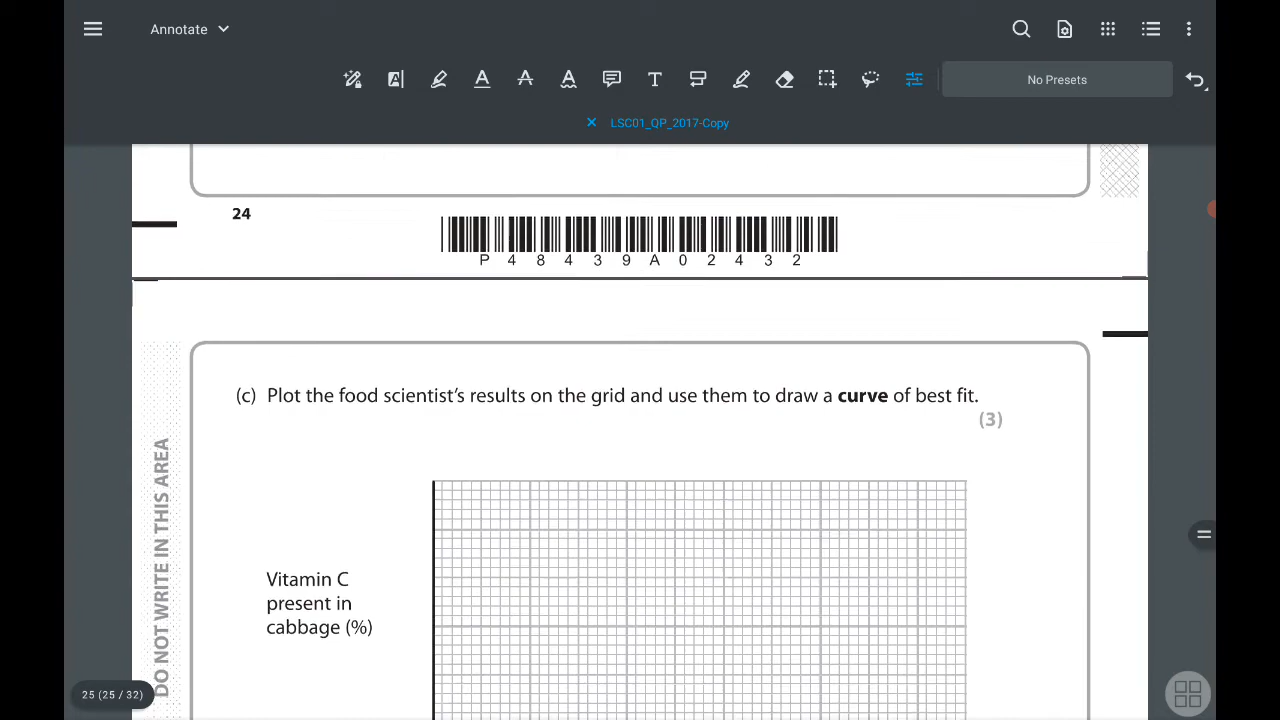 Annotate
No Presets
LSC01_QP_2017-Copy
24
P 4 8 4 3 9 A 0 2 4 3 2
DO NOT WRITE IN THIS AREA
(c) Plot the food scientist's results on the grid and use them to draw a curve of best fit.
(3)
Vitamin C
present in
cabbage (%)
25 (25 / 32)